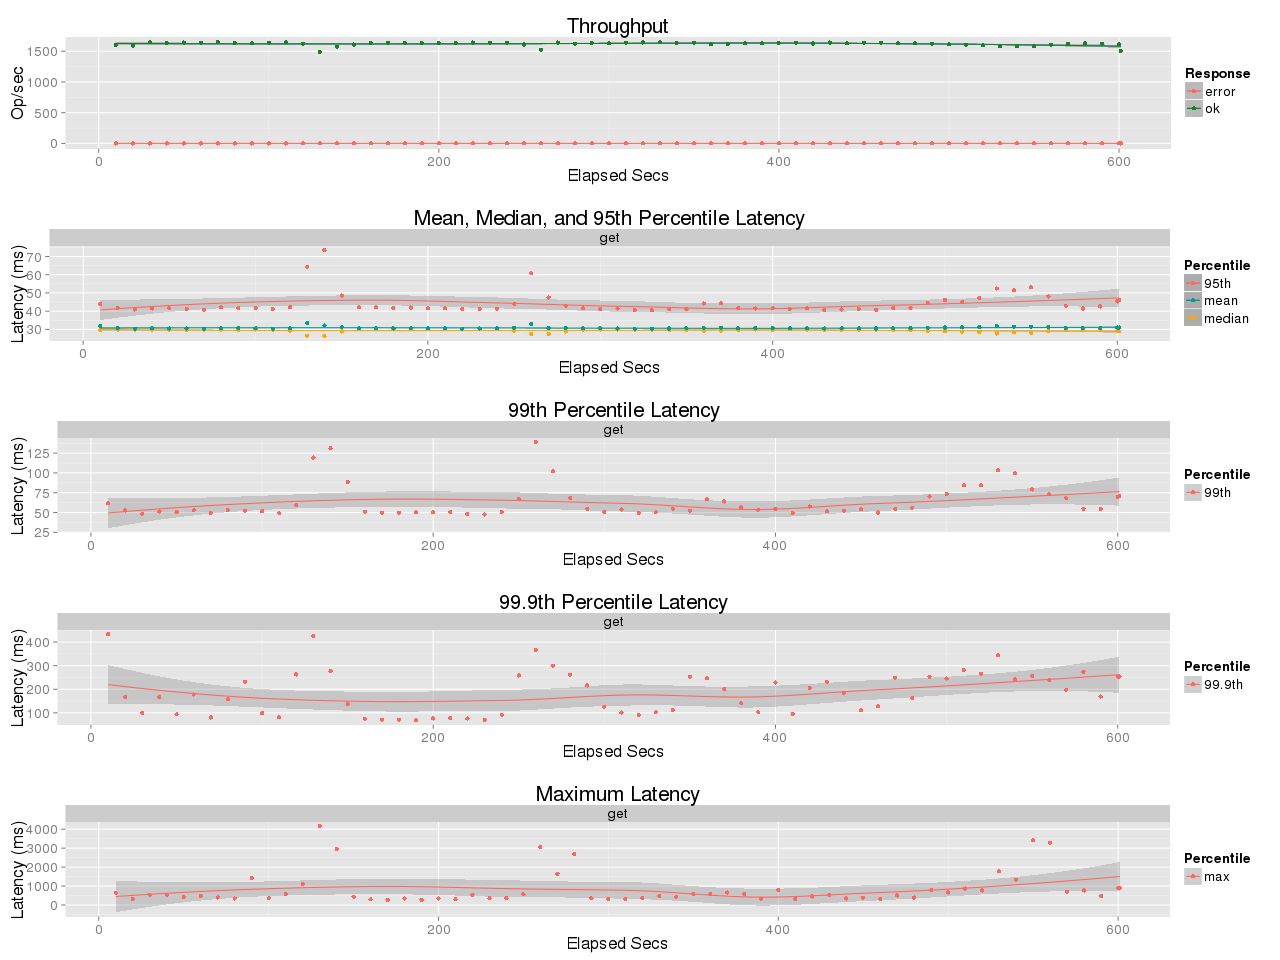 Throughput
Op/sec
1500
1000
500
0
0 200 400 600
Elapsed Secs
Response
error
ok
Mean, Median, and 95th Percentile Latency
get
Latency (ms)
70
60
50
40
30
0 200 400 600
Elapsed Secs
Percentile
95th
mean
median
99th Percentile Latency
get
Latency (ms)
125
100
75
50
25
0 200 400 600
Elapsed Secs
Percentile
99th
99.9th Percentile Latency
get
Latency (ms)
400
300
200
100
0 200 400 600
Elapsed Secs
Percentile
99.9th
Maximum Latency
get
Latency (ms)
4000
3000
2000
1000
0
0 200 400 600
Elapsed Secs
Percentile
max